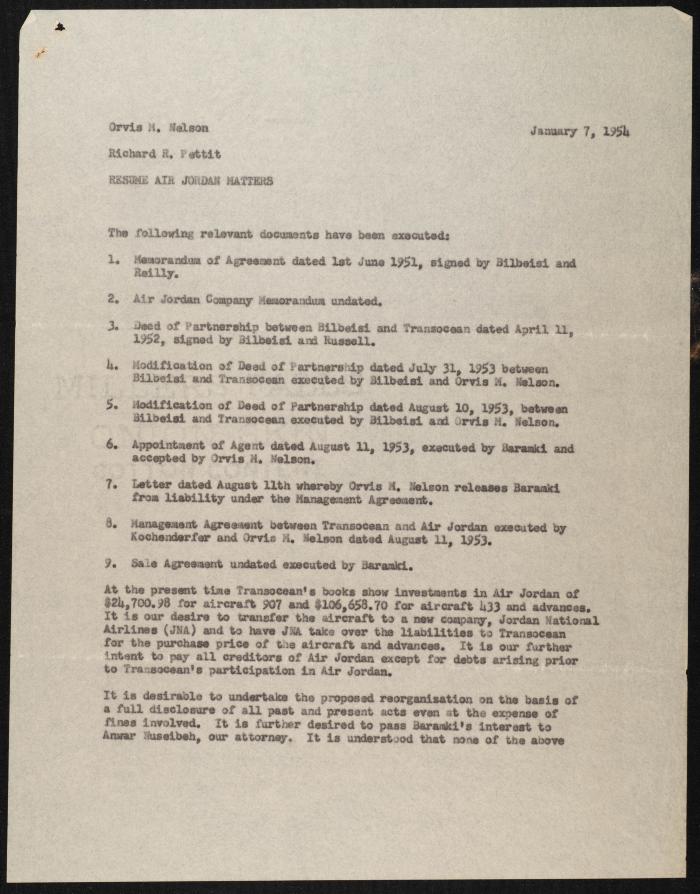 Orvis M. Nelson January 7, 1954
Richard R. Pettit
RESUME AIR JORDAN MATTERS
The following relevant documents have been executed:
1. Memorandum of Agreement dated 1st June 1951, signed by Bilbeisi and
Reilly.
2. Air Jordan Company Memorandum undated.
3. Deed of Partnership between Bilbeisi and Transocean dated April 11,
1952, signed by Bilbeisi and Russell.
4. Modification of Deed of Partnership dated July 31, 1953 between
Bilbeisi and Transocean executed by Bilbeisi and Orvis M. Nelson.
5. Modification of Deed of Partnership dated August 10, 1953, between
Bilbeisi and Transocean executed by Bilbeisi and Orvis M. Nelson.
6. Appointment of Agent dated August 11, 1953, executed by Baramki and
accepted by Orvis M. Nelson.
7. Letter dated August 11th whereby Orvis M. Nelson releases Baramki
from liability under the Management Agreement.
8. Management Agreement between Transocean and Air Jordan executed by
Kochenderfer and Orvis M. Nelson dated August 11, 1953.
9. Sale Agreement undated executed by Baramki.
At the present time Transocean's books show investments in Air Jordan of
$24,700.98 for aircraft 907 and $106,658.70 for aircraft 433 and advances.
It is our desire to transfer the aircraft to a new company, Jordan National
Airlines (JNA) and to have JNA take over the liabilities to Transocean
for the purchase price of the aircraft and advances. It is our further
intent to pay all creditors of Air Jordan except for debts arising prior
to Transocean's participation in Air Jordan.
It is desirable to undertake the proposed reorganisation on the basis of
a full disclosure of all past and present acts even at the expense of
fines involved. It is further desired to pass Baramki's interest to
Anwar Nuseibeh, our attorney. It is understood that none of the above